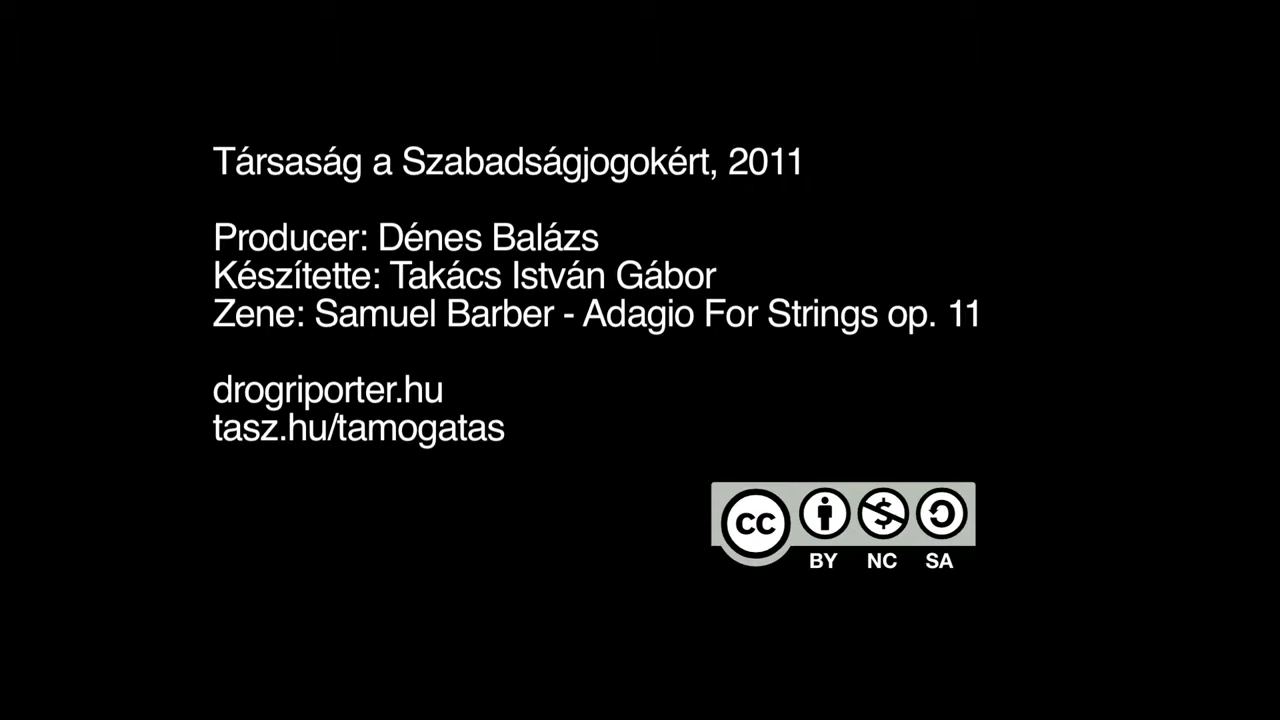 Társaság a Szabadságjogokért, 2011
Producer: Dénes Balázs
Készítette: Takács István Gábor
Zene: Samuel Barber - Adagio For Strings op. 11
drogriporter.hu
tasz.hu/tamogatas
CC
BY NC SA